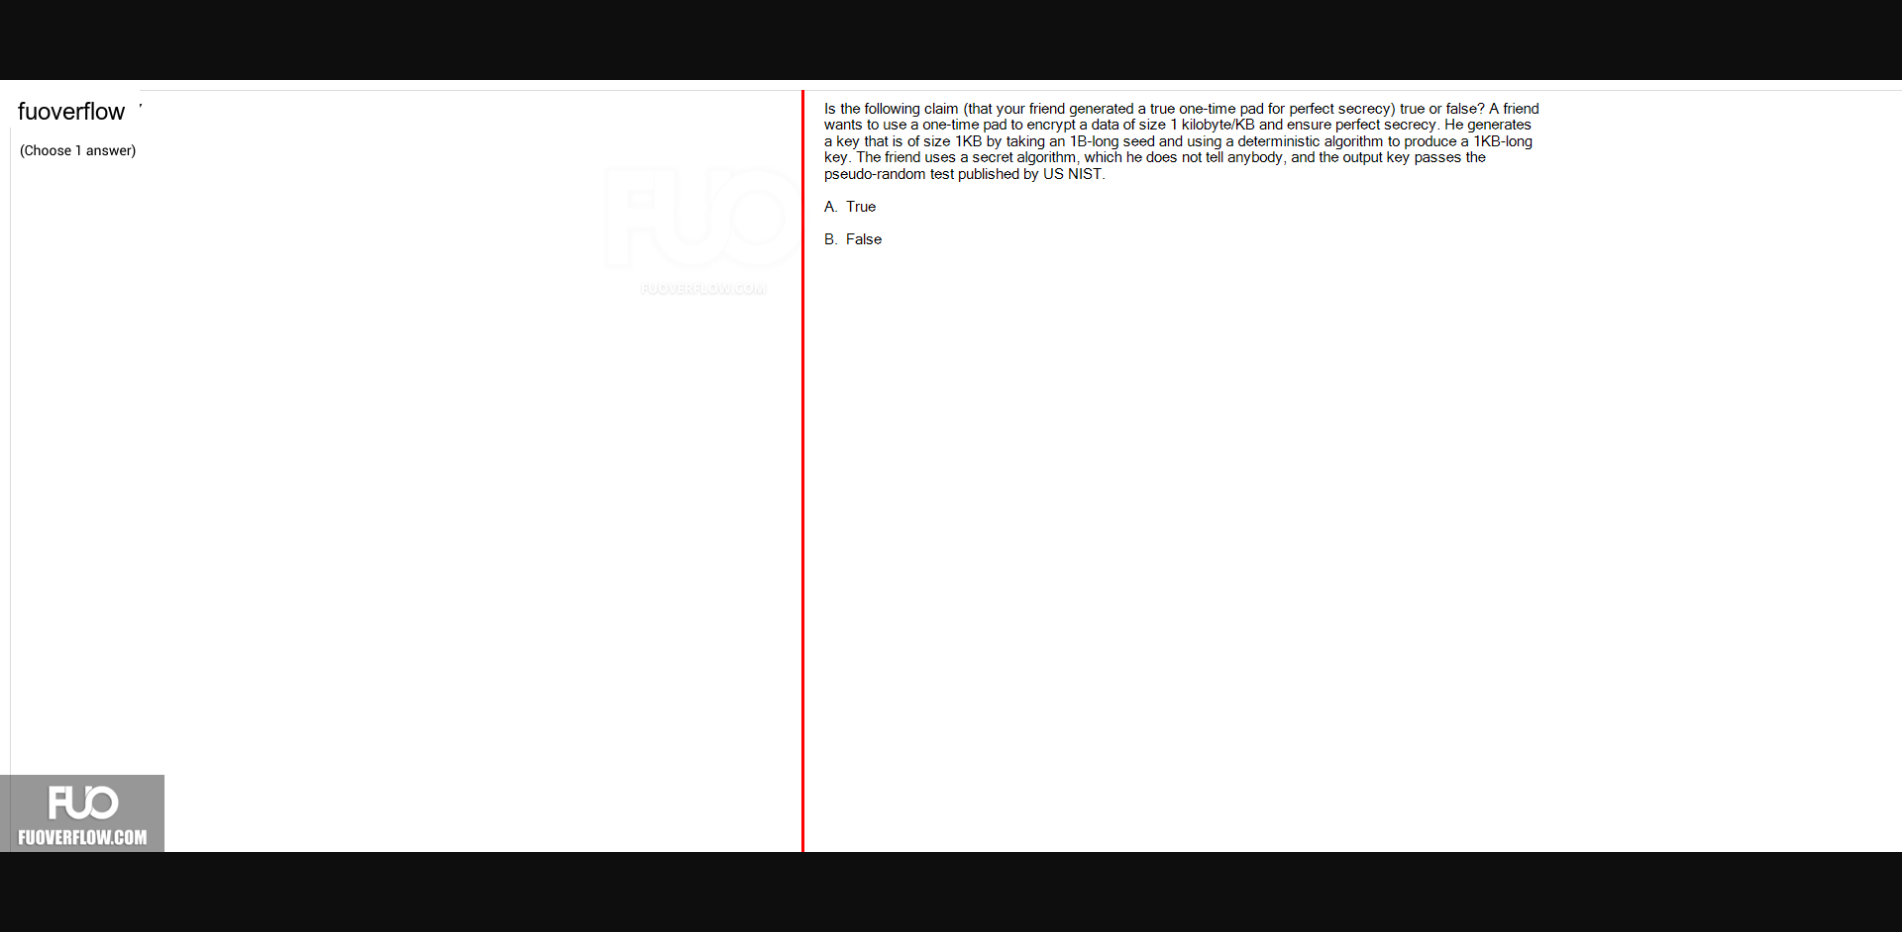 fuoverflow
(Choose 1 answer)
Is the following claim (that your friend generated a true one-time pad for perfect secrecy) true or false? A friend
wants to use a one-time pad to encrypt a data of size 1 kilobyte/KB and ensure perfect secrecy. He generates
a key that is of size 1KB by taking an 1B-long seed and using a deterministic algorithm to produce a 1KB-long
key. The friend uses a secret algorithm, which he does not tell anybody, and the output key passes the
pseudo-random test published by US NIST.
A. True
B. False
FUO
FUOVERFLOW.COM
FUO
FUOVERFLOW.COM